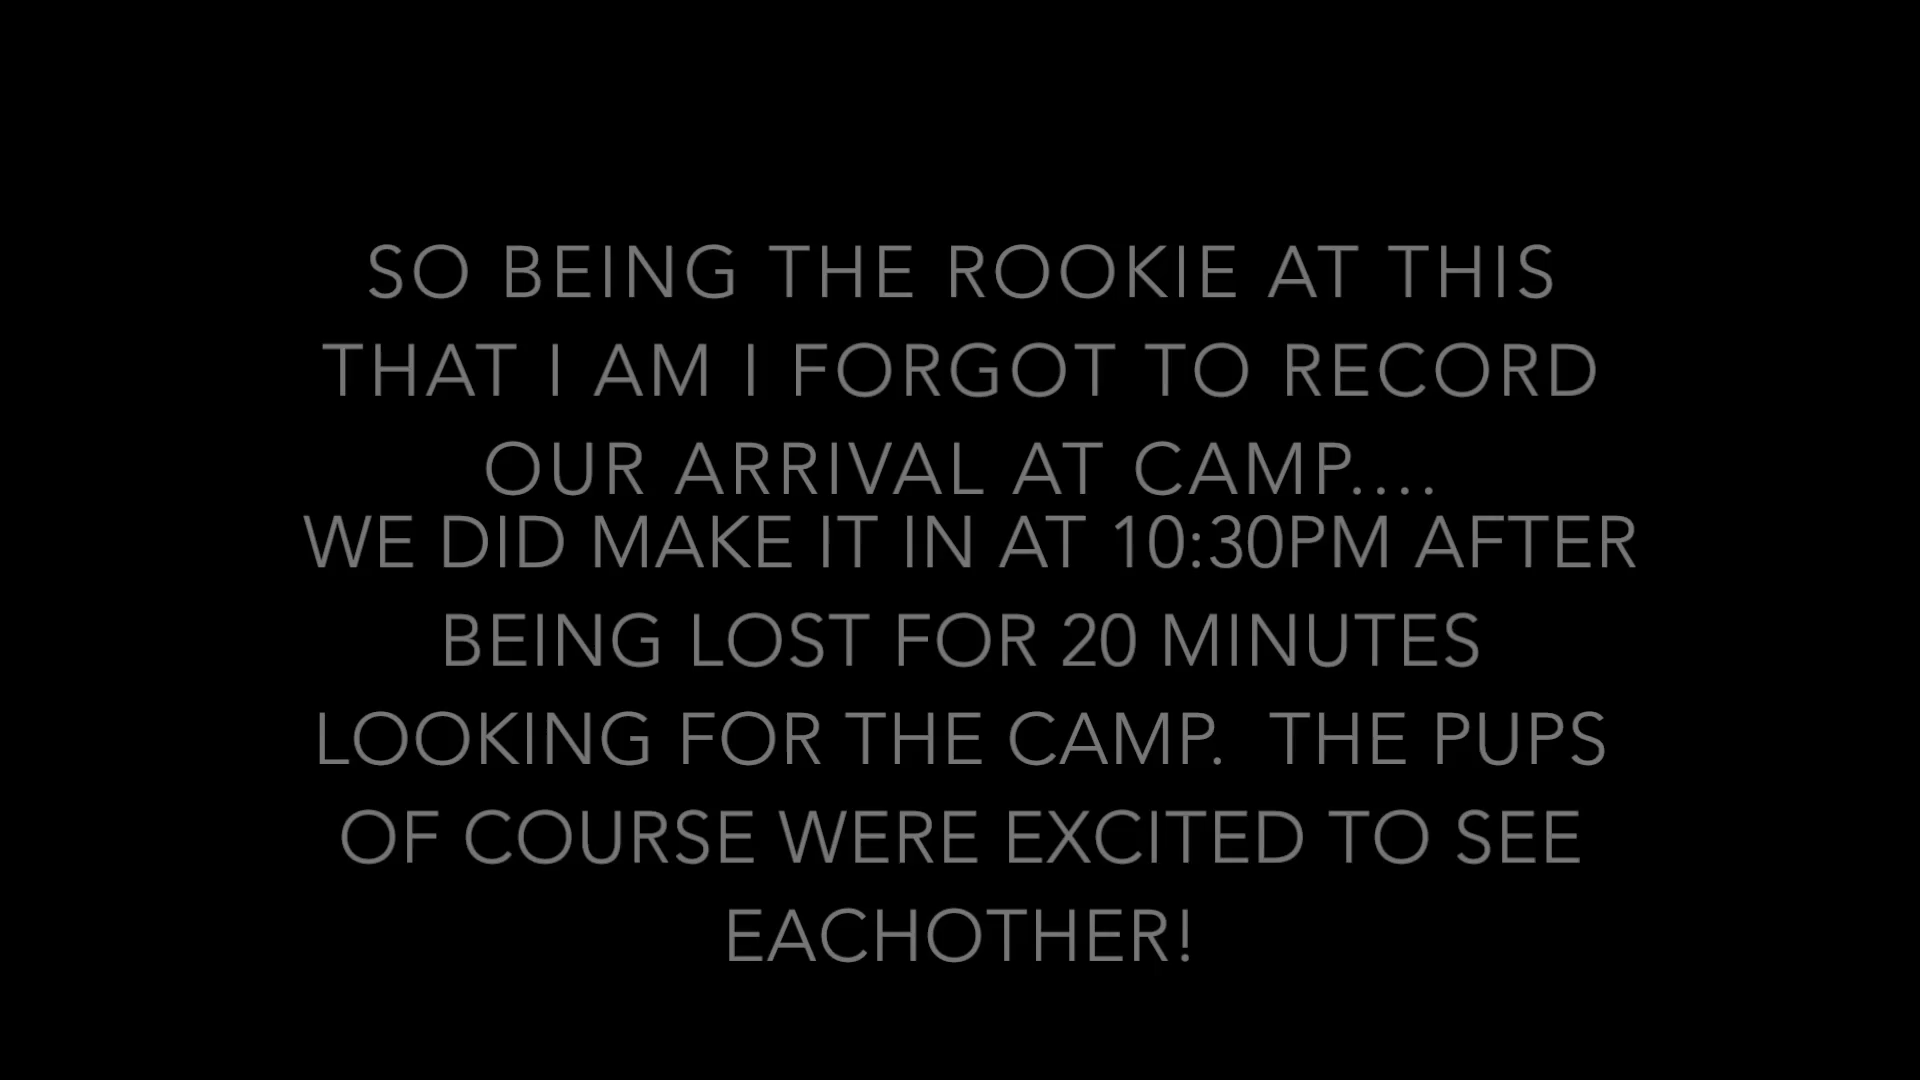 SO BEING THE ROOKIE AT THIS
THAT I AM I FORGOT TO RECORD
OUR ARRIVAL AT CAMP....
WE DID MAKE IT IN AT 10:30PM AFTER
BEING LOST FOR 20 MINUTES
LOOKING FOR THE CAMP.  THE PUPS
OF COURSE WERE EXCITED TO SEE
EACHOTHER!